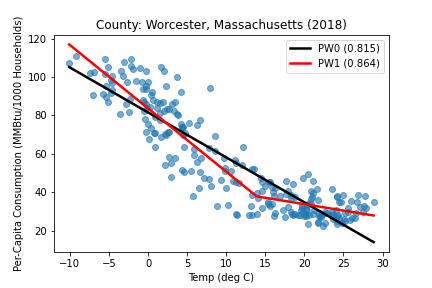 County: Worcester, Massachusetts (2018)
PW0 (0.815)
PW1 (0.864)
Per-Capita Consumption (MMBtu/1000 Households)
120
100
80
60
40
20
−10 −5 0 5 10 15 20 25 30
Temp (deg C)